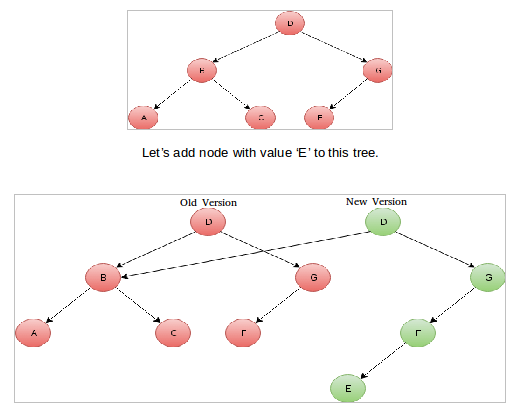 D
B G
A C F
Let's add node with value ‘E’ to this tree.
Old Version New Version
D D
B G G
A C F F
E